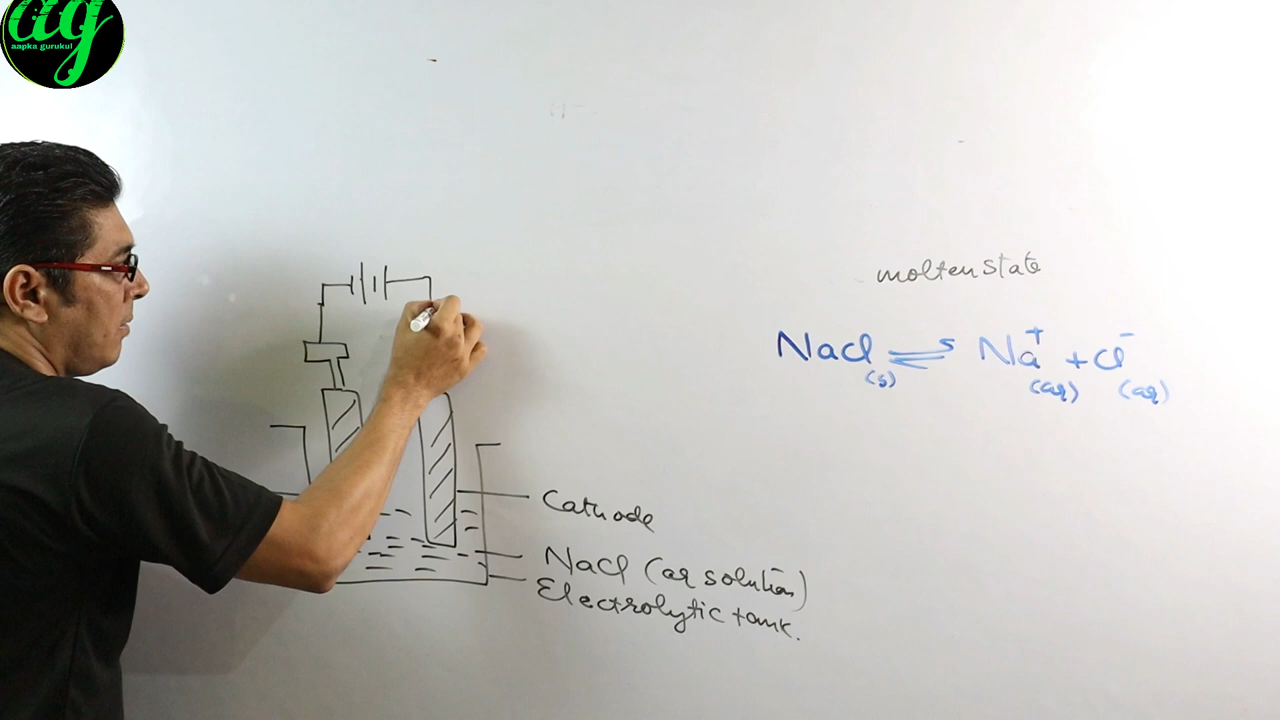 ag
aapka gurukul
molten state
NaCl(s) ⇌ Na⁺(aq) + Cl⁻(aq)
Cathode
NaCl (aq solution)
Electrolytic tank.